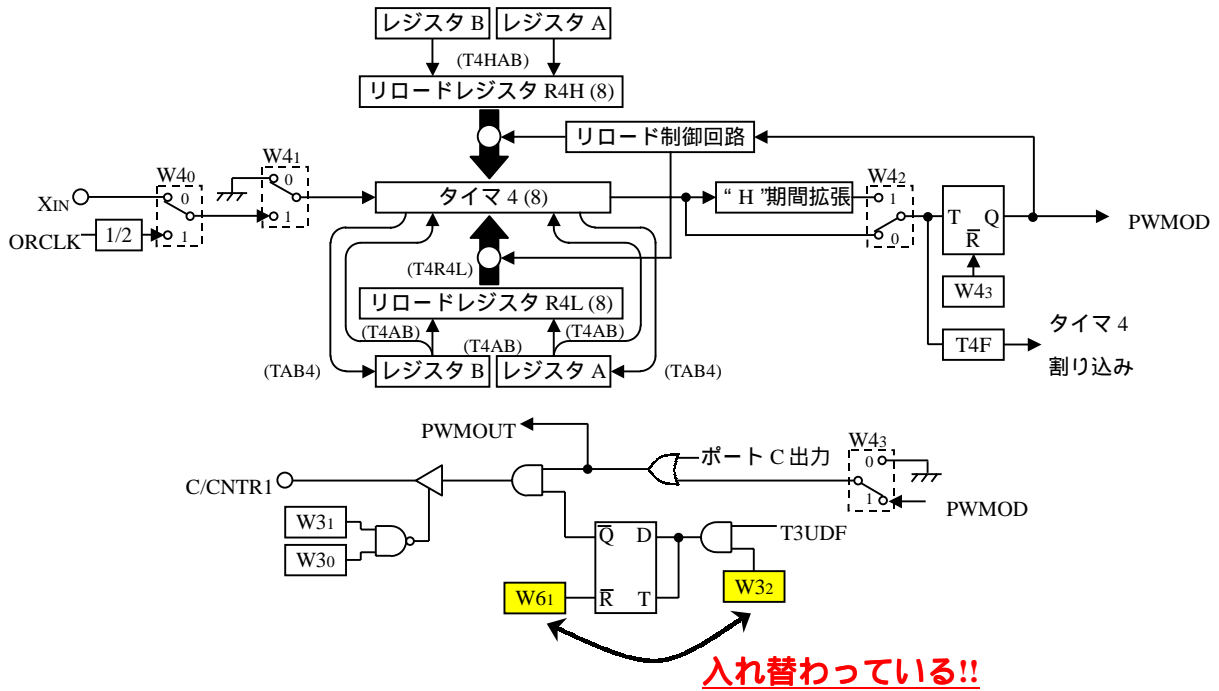 レジスタ B
レジスタ A
(T4HAB)
リロードレジスタ R4H (8)
リロード制御回路
W40
W41
0
1
0
1
XIN
ORCLK
1/2
タイマ 4 (8)
“ H ”期間拡張
W42
1
0
T
Q
R
PWMOD
W43
T4F
タイマ 4
割り込み
(T4R4L)
リロードレジスタ R4L (8)
(T4AB)
(T4AB)
(T4AB)
(TAB4)
レジスタ B
レジスタ A
(TAB4)
PWMOUT
ポート C 出力
W43
0
1
PWMOD
C/CNTR1
W31
W30
Q
D
R
T
T3UDF
W61
W32
入れ替わっている!!